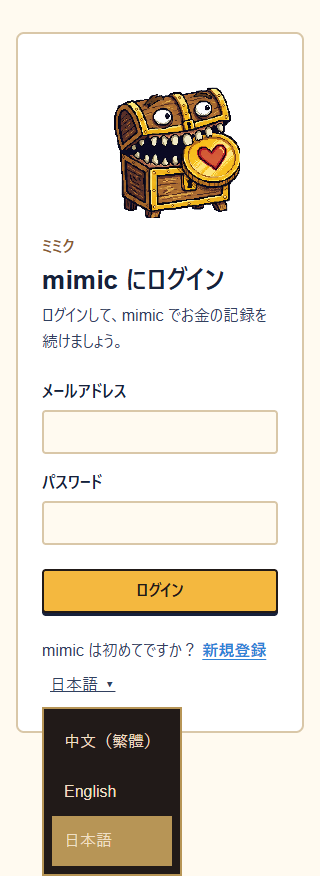 ミミク
mimic にログイン
ログインして、mimic でお金の記録を
続けましょう。
メールアドレス
パスワード
ログイン
mimic は初めてですか？ 新規登録
日本語 ▼
中文（繁體）
English
日本語